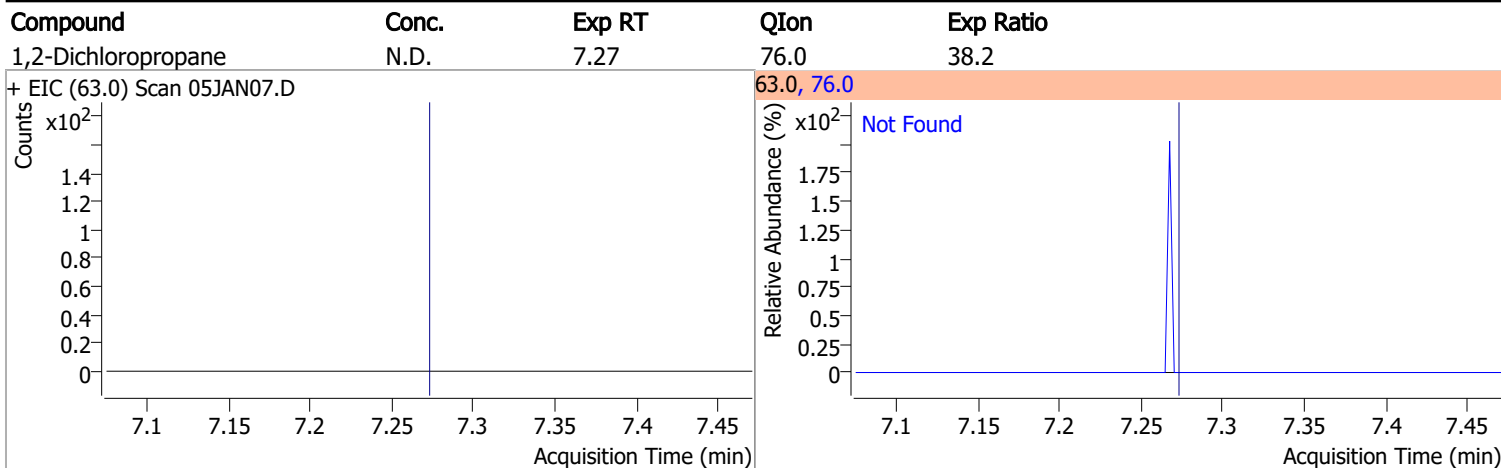 Compound Conc. Exp RT QIon Exp Ratio
1,2-Dichloropropane N.D. 7.27 76.0 38.2
+ EIC (63.0) Scan 05JAN07.D
Counts
x10²
1.4
1.2
1
0.8
0.6
0.4
0.2
0
7.1 7.15 7.2 7.25 7.3 7.35 7.4 7.45
Acquisition Time (min)
63.0, 76.0
Relative Abundance (%)
x10²
Not Found
1.75
1.5
1.25
1
0.75
0.5
0.25
0
7.1 7.15 7.2 7.25 7.3 7.35 7.4 7.45
Acquisition Time (min)